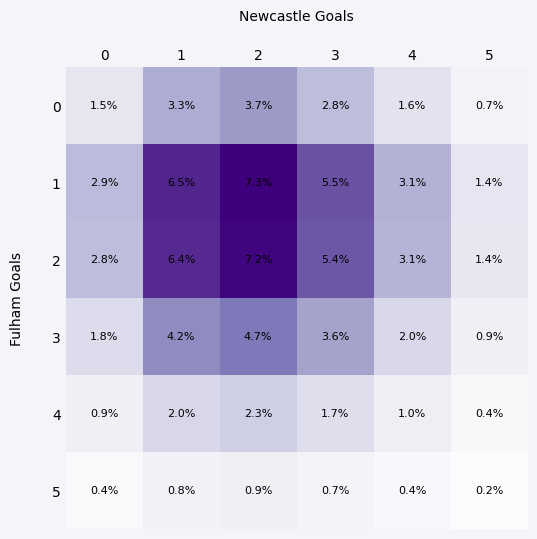 Newcastle Goals
0 1 2 3 4 5
0 1.5% 3.3% 3.7% 2.8% 1.6% 0.7%
1 2.9% 6.5% 7.3% 5.5% 3.1% 1.4%
2 2.8% 6.4% 7.2% 5.4% 3.1% 1.4%
3 1.8% 4.2% 4.7% 3.6% 2.0% 0.9%
4 0.9% 2.0% 2.3% 1.7% 1.0% 0.4%
5 0.4% 0.8% 0.9% 0.7% 0.4% 0.2%
Fulham Goals